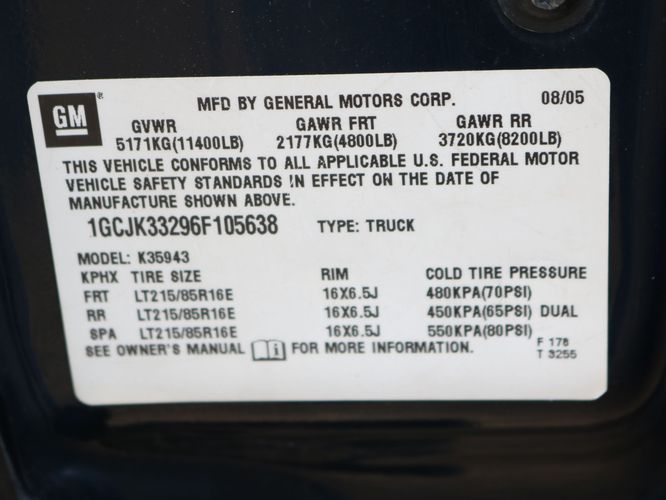 GM ® MFD BY GENERAL MOTORS CORP. 08/05
GVWR GAWR FRT GAWR RR
5171KG(11400LB) 2177KG(4800LB) 3720KG(8200LB)
THIS VEHICLE CONFORMS TO ALL APPLICABLE U.S. FEDERAL MOTOR
VEHICLE SAFETY STANDARDS IN EFFECT ON THE DATE OF
MANUFACTURE SHOWN ABOVE.
1GCJK33296F105638 TYPE: TRUCK
MODEL: K35943
KPHX TIRE SIZE RIM COLD TIRE PRESSURE
FRT LT215/85R16E 16X6.5J 480KPA(70PSI)
RR LT215/85R16E 16X6.5J 450KPA(65PSI) DUAL
SPA LT215/85R16E 16X6.5J 550KPA(80PSI)
SEE OWNER'S MANUAL i FOR MORE INFORMATION. F 178
T 3255